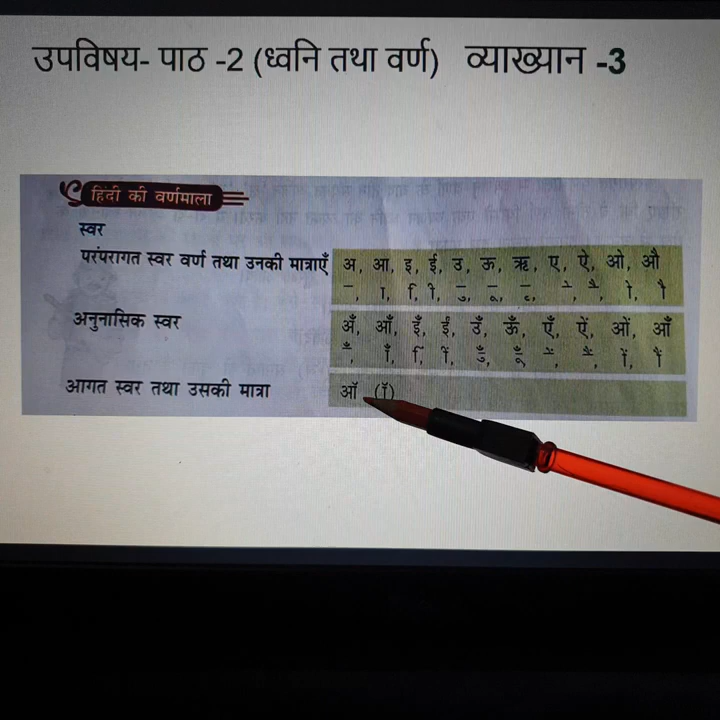 उपविषय- पाठ -2 (ध्वनि तथा वर्ण) व्याख्यान -3
हिंदी की वर्णमाला
स्वर
परंपरागत स्वर वर्ण तथा उनकी मात्राएँ अ, आ, इ, ई, उ, ऊ, ऋ, ए, ऐ, ओ, औ
–, ा, ि, ी, ु, ू, ृ, े, ै, ो, ौ
अनुनासिक स्वर अँ, आँ, इँ, ईं, उँ, ऊँ, एँ, ऐं, ओं, औं
ँ, ाँ, िं, ीं, ुँ, ूँ, ें, ैं, ों, ौं
आगत स्वर तथा उसकी मात्रा ऑ (ॉ)